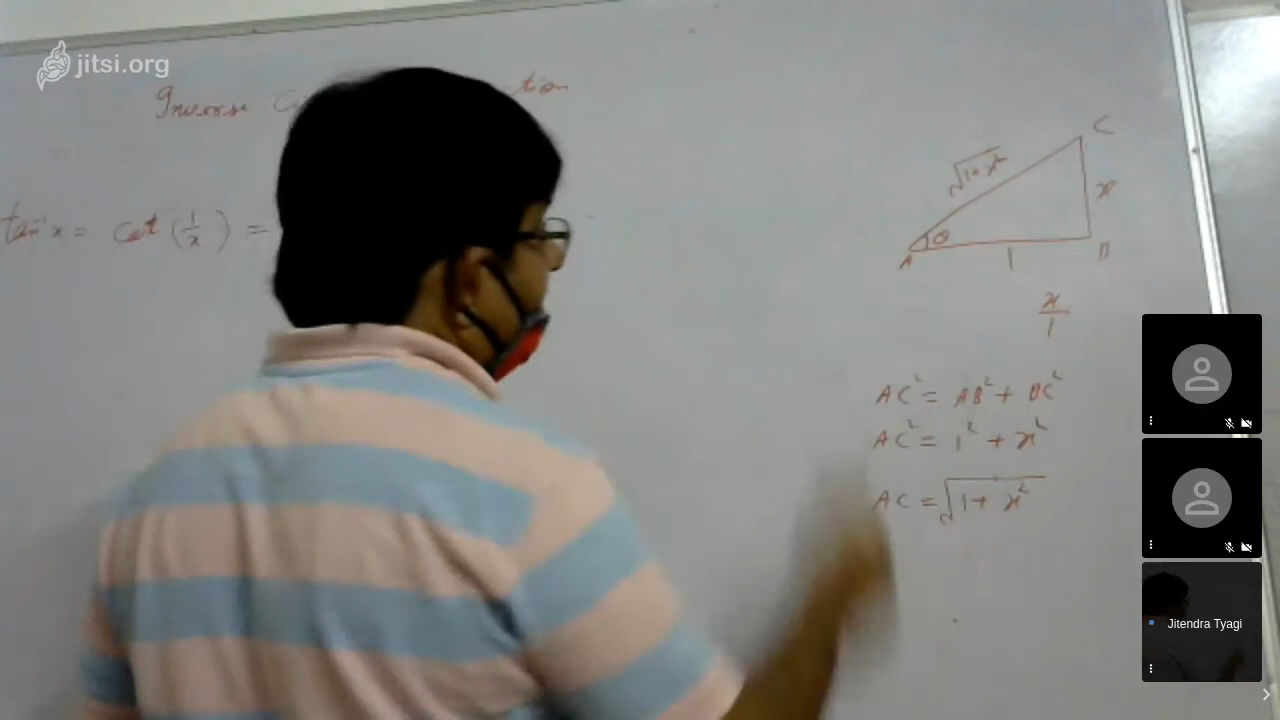 jitsi.org
Inverse
tion
tan⁻¹x = cot (1/x) =
C
√1+x²
x
θ
A
1
B
x/1
AC² = AB² + BC²
AC² = 1² + x²
AC = √1+x²
Jitendra Tyagi